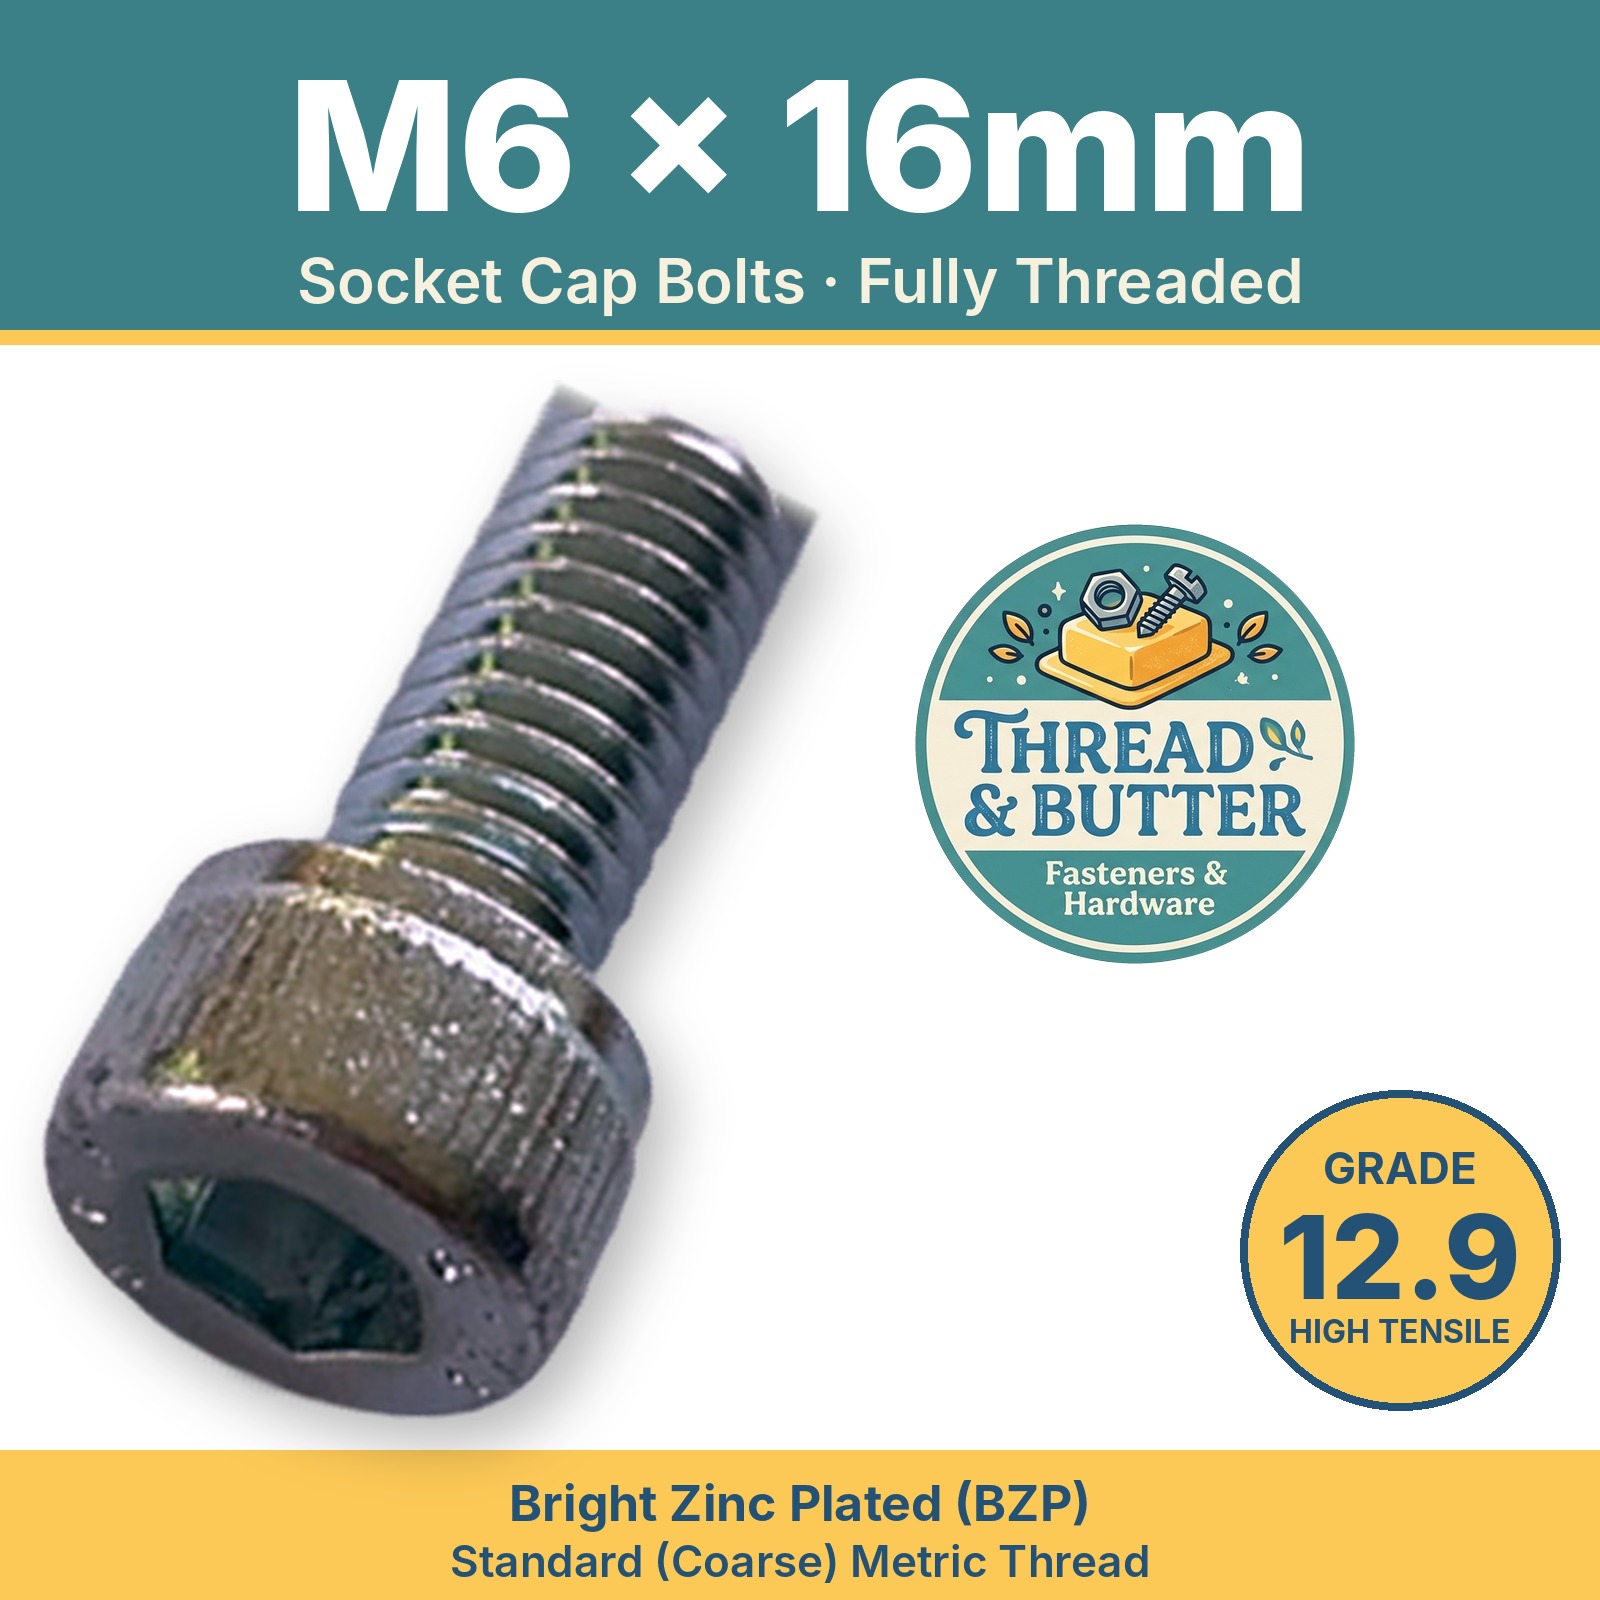 M6 × 16mm
Socket Cap Bolts · Fully Threaded
THREAD
& BUTTER
Fasteners &
Hardware
GRADE
12.9
HIGH TENSILE
Bright Zinc Plated (BZP)
Standard (Coarse) Metric Thread